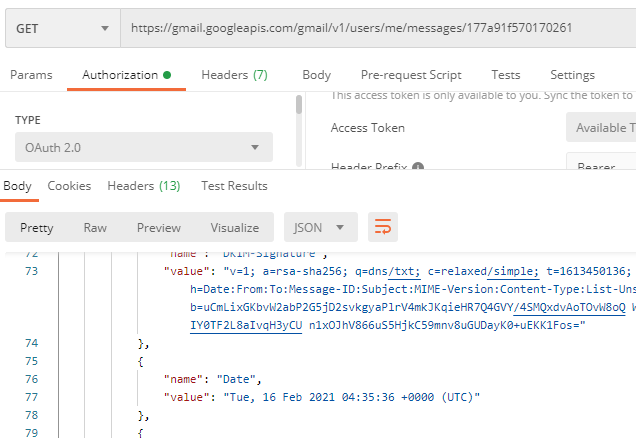 GET https://gmail.googleapis.com/gmail/v1/users/me/messages/177a91f570170261
Params Authorization Headers (7) Body Pre-request Script Tests Settings
This access token is only available to you. Sync the token to
TYPE
Access Token Available T
OAuth 2.0
Header Prefix Bearer
Body Cookies Headers (13) Test Results
Pretty Raw Preview Visualize JSON
72 "name": "DKIM-Signature",
73 "value": "v=1; a=rsa-sha256; q=dns/txt; c=relaxed/simple; t=1613450136;
h=Date:From:To:Message-ID:Subject:MIME-Version:Content-Type:List-Uns
b=uCmLixGKbvW2abP2G5jD2svkgyaPlrV4mkJKqieHR7Q4GVY/4SMQxdvAoTOvW8oQ W
IY0TF2L8aIvqH3yCU n1xOJhV866uS5HjkC59mnv8uGUDayK0+uEKK1Fos="
74 },
75 {
76 "name": "Date",
77 "value": "Tue, 16 Feb 2021 04:35:36 +0000 (UTC)"
78 },
79 {